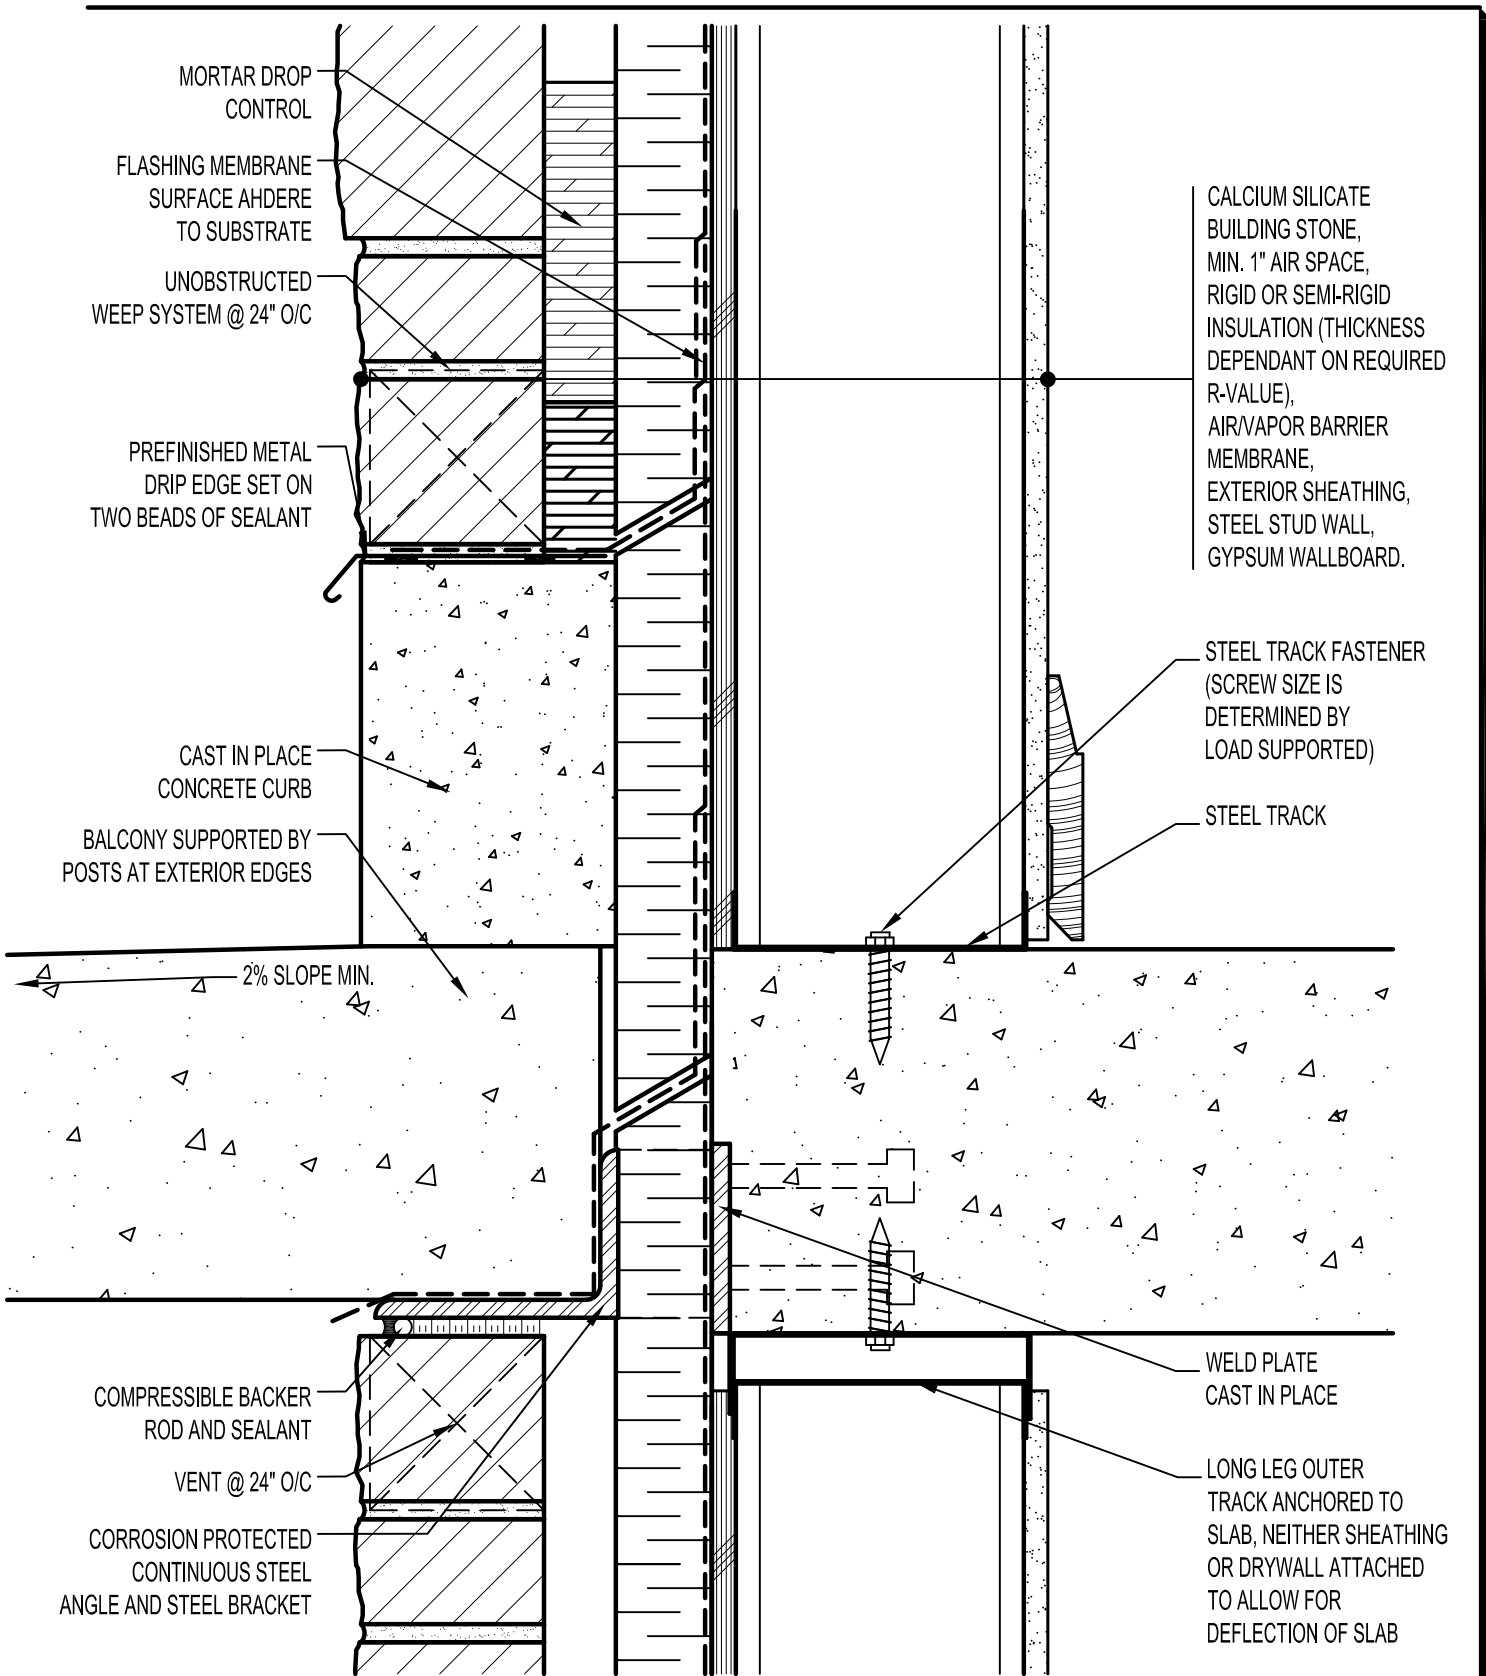 MORTAR DROP
CONTROL
FLASHING MEMBRANE
SURFACE AHDERE
TO SUBSTRATE
UNOBSTRUCTED
WEEP SYSTEM @ 24" O/C
PREFINISHED METAL
DRIP EDGE SET ON
TWO BEADS OF SEALANT
CAST IN PLACE
CONCRETE CURB
BALCONY SUPPORTED BY
POSTS AT EXTERIOR EDGES
2% SLOPE MIN.
COMPRESSIBLE BACKER
ROD AND SEALANT
VENT @ 24" O/C
CORROSION PROTECTED
CONTINUOUS STEEL
ANGLE AND STEEL BRACKET
CALCIUM SILICATE
BUILDING STONE,
MIN. 1" AIR SPACE,
RIGID OR SEMI-RIGID
INSULATION (THICKNESS
DEPENDANT ON REQUIRED
R-VALUE),
AIR/VAPOR BARRIER
MEMBRANE,
EXTERIOR SHEATHING,
STEEL STUD WALL,
GYPSUM WALLBOARD.
STEEL TRACK FASTENER
(SCREW SIZE IS
DETERMINED BY
LOAD SUPPORTED)
STEEL TRACK
WELD PLATE
CAST IN PLACE
LONG LEG OUTER
TRACK ANCHORED TO
SLAB, NEITHER SHEATHING
OR DRYWALL ATTACHED
TO ALLOW FOR
DEFLECTION OF SLAB